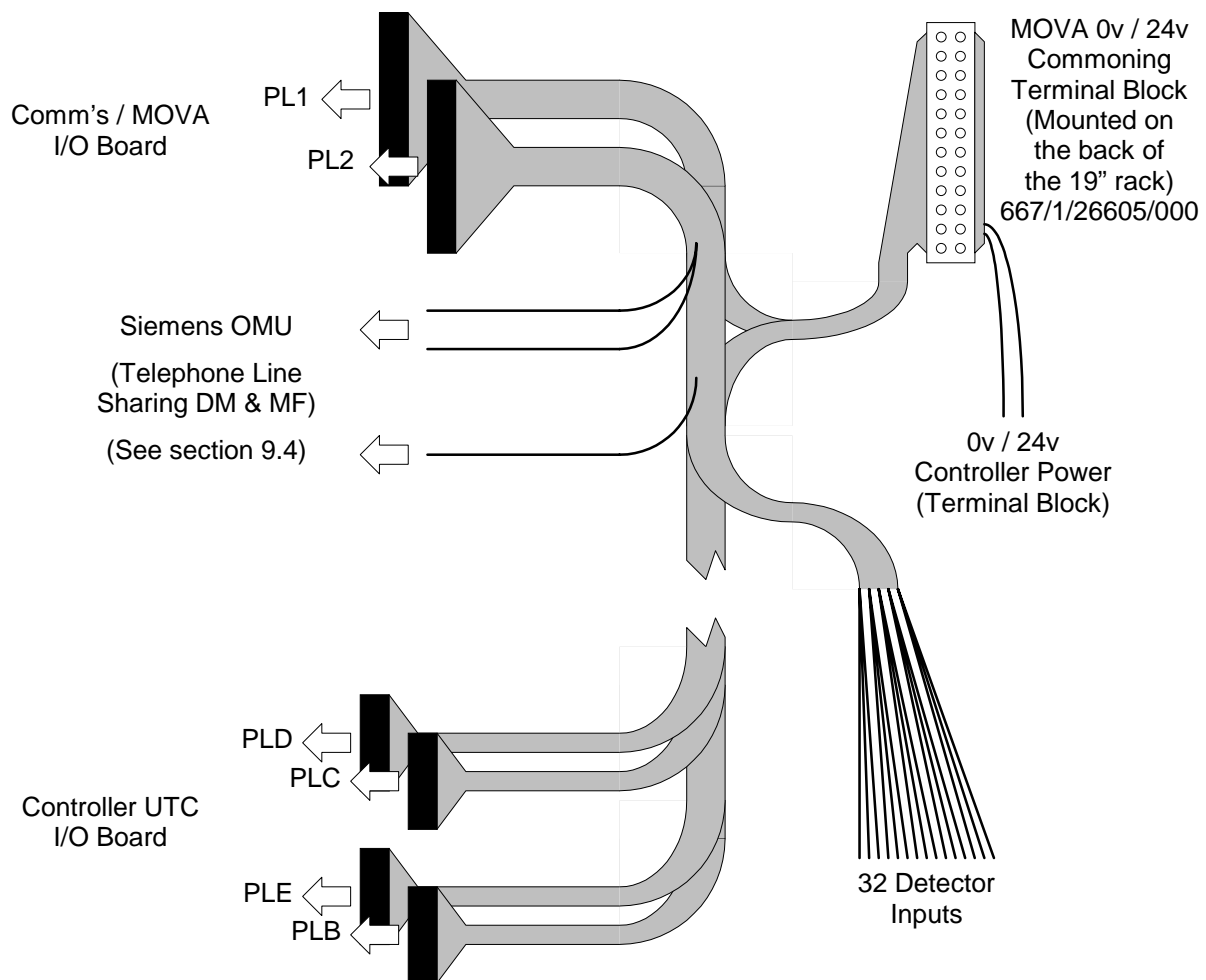 MOVA 0v / 24v
Commoning
Terminal Block
(Mounted on
the back of
the 19” rack)
667/1/26605/000
Comm’s / MOVA
I/O Board
PL1
PL2
Siemens OMU
(Telephone Line
Sharing DM & MF)
(See section 9.4)
0v / 24v
Controller Power
(Terminal Block)
PLD
PLC
Controller UTC
I/O Board
PLE
PLB
32 Detector
Inputs